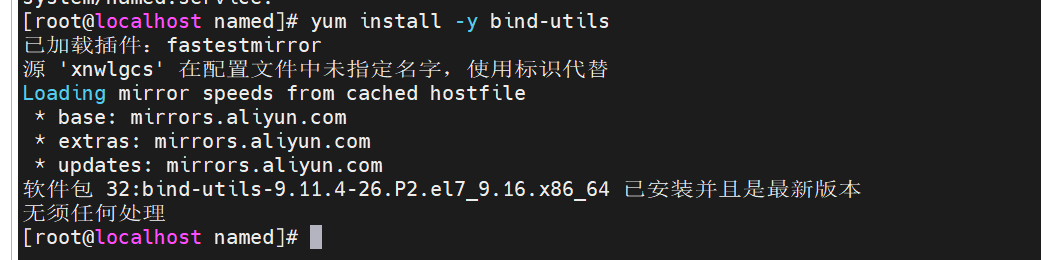 system/named.service.
[root@localhost named]# yum install -y bind-utils
已加载插件：fastestmirror
源 'xnwlgcs' 在配置文件中未指定名字，使用标识代替
Loading mirror speeds from cached hostfile
 * base: mirrors.aliyun.com
 * extras: mirrors.aliyun.com
 * updates: mirrors.aliyun.com
软件包 32:bind-utils-9.11.4-26.P2.el7_9.16.x86_64 已安装并且是最新版本
无须任何处理
[root@localhost named]#